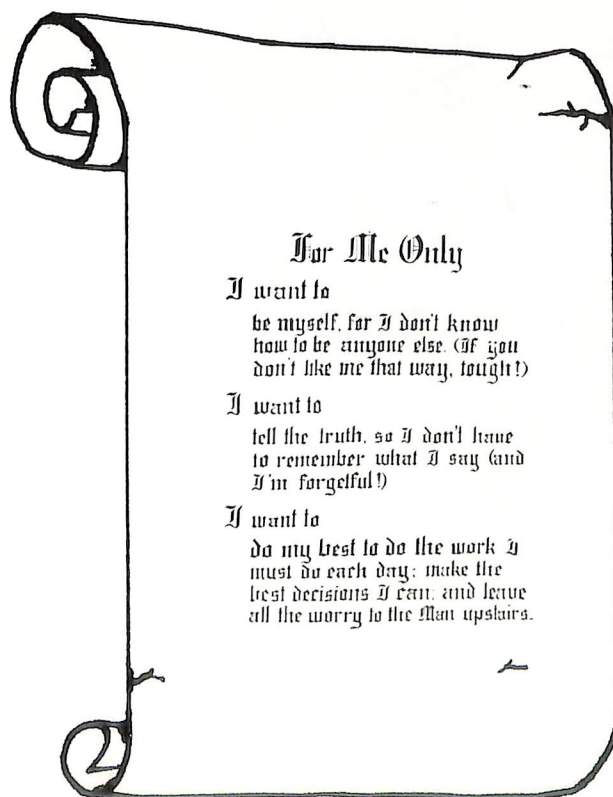 For Me Only
I want to
be myself, for I don't know
how to be anyone else. (If you
don't like me that way, tough!)
I want to
tell the truth, so I don't have
to remember what I say (and
I'm forgetful!)
I want to
do my best to do the work I
must do each day; make the
best decisions I can; and leave
all the worry to the Man upstairs.